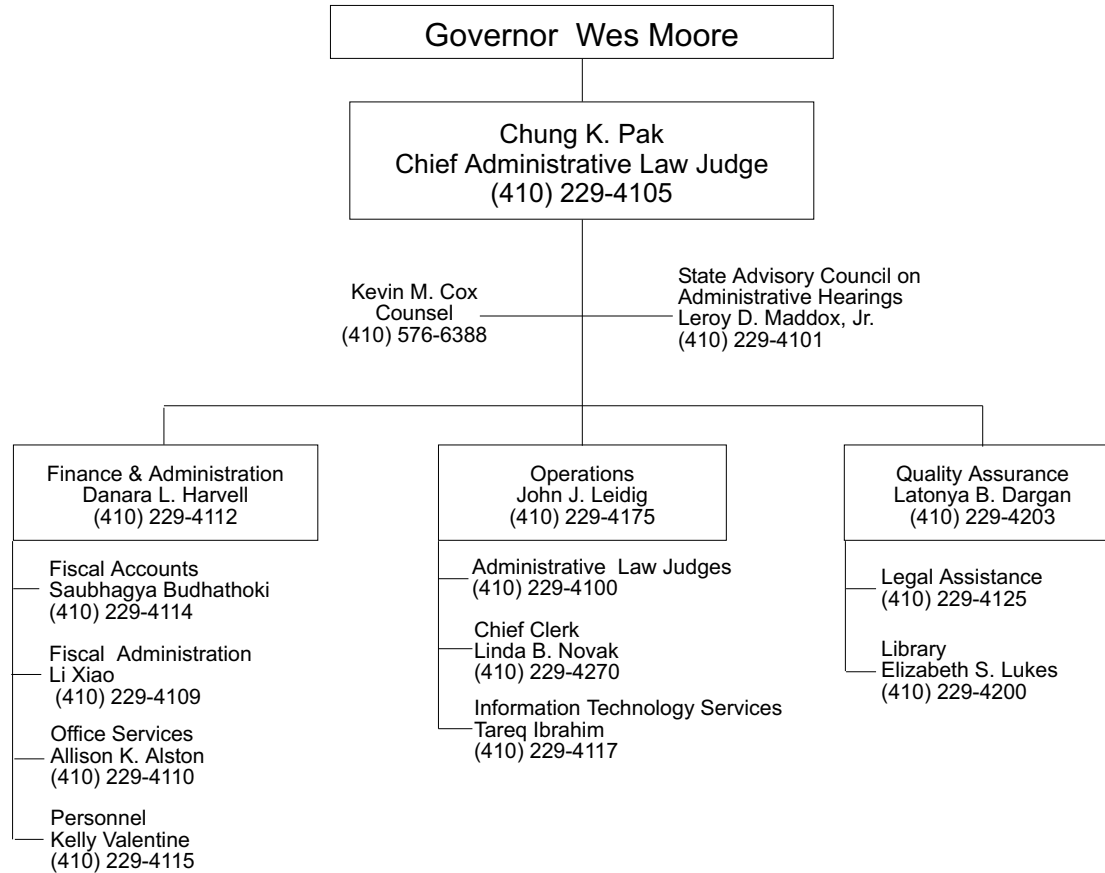 Governor Wes Moore
Chung K. Pak
Chief Administrative Law Judge
(410) 229-4105
Kevin M. Cox
Counsel
(410) 576-6388
State Advisory Council on
Administrative Hearings
Leroy D. Maddox, Jr.
(410) 229-4101
Finance & Administration
Danara L. Harvell
(410) 229-4112
Fiscal Accounts
Saubhagya Budhathoki
(410) 229-4114
Fiscal Administration
Li Xiao
(410) 229-4109
Office Services
Allison K. Alston
(410) 229-4110
Personnel
Kelly Valentine
(410) 229-4115
Operations
John J. Leidig
(410) 229-4175
Administrative Law Judges
(410) 229-4100
Chief Clerk
Linda B. Novak
(410) 229-4270
Information Technology Services
Tareq Ibrahim
(410) 229-4117
Quality Assurance
Latonya B. Dargan
(410) 229-4203
Legal Assistance
(410) 229-4125
Library
Elizabeth S. Lukes
(410) 229-4200